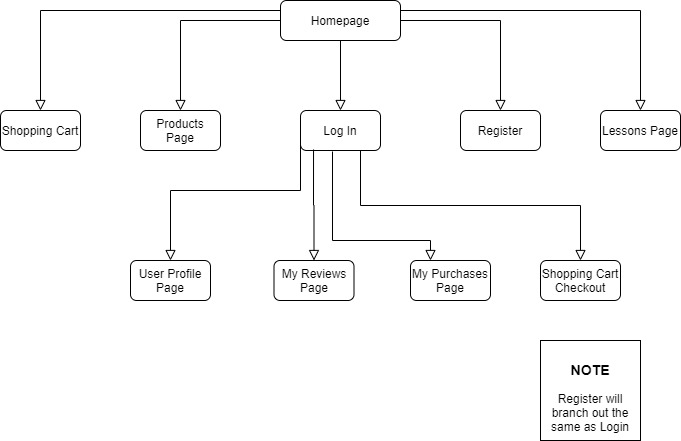 Homepage
Shopping Cart
Products
Page
Log In
Register
Lessons Page
User Profile
Page
My Reviews
Page
My Purchases
Page
Shopping Cart
Checkout
NOTE
Register will
branch out the
same as Login